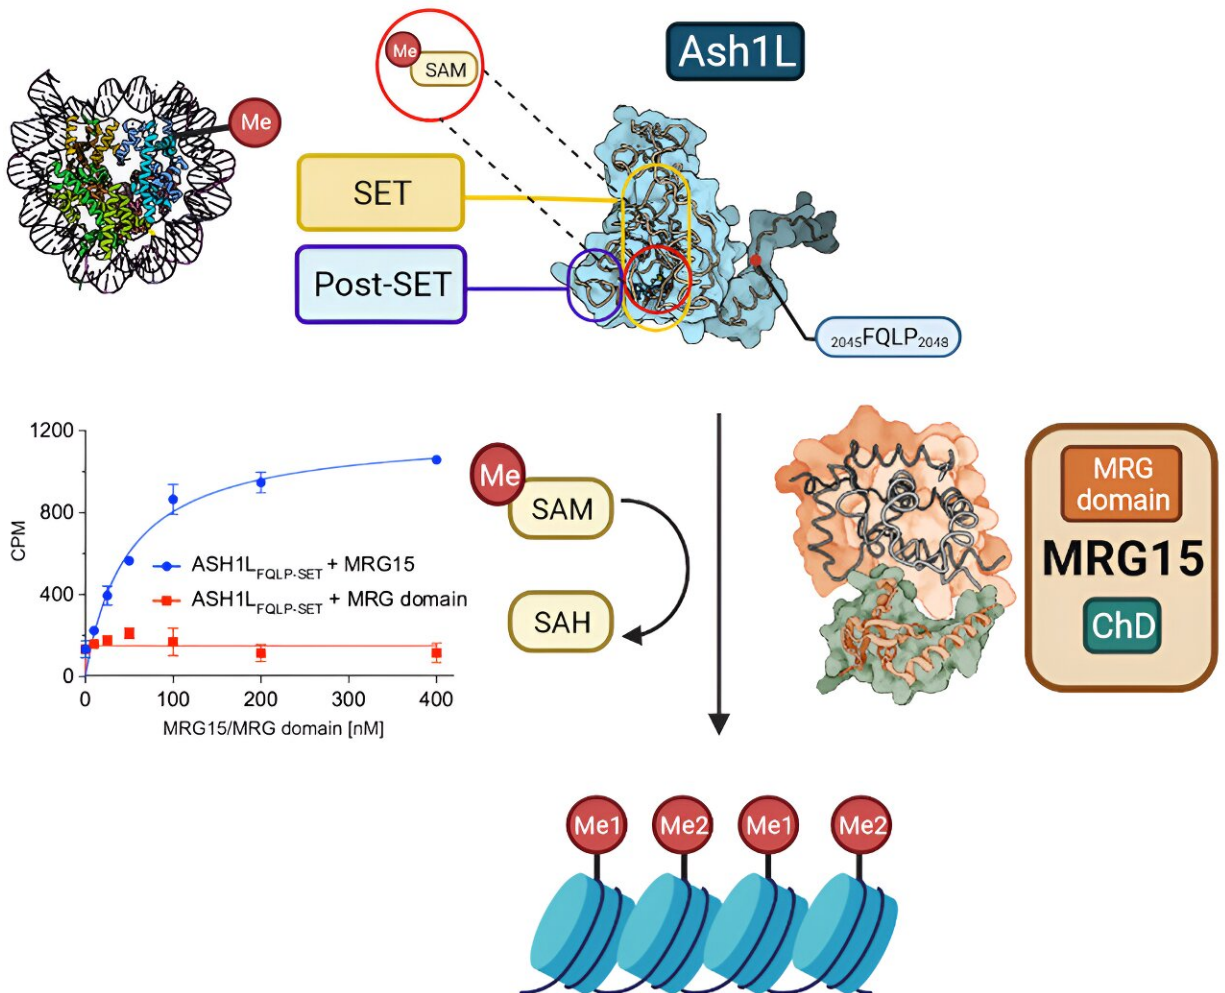 Me
SAM
Ash1L
Me
SET
Post-SET
2045FQLP2048
1200
800
400
0
CPM
ASH1LFQLP-SET + MRG15
ASH1LFQLP-SET + MRG domain
0
100
200
300
400
MRG15/MRG domain [nM]
Me
SAM
SAH
MRG
domain
MRG15
ChD
Me1
Me2
Me1
Me2